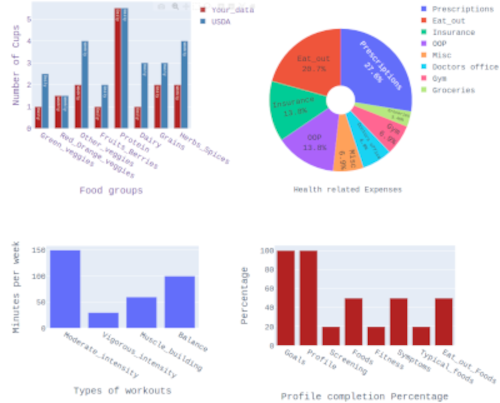 Your_data
USDA
Number of Cups
5
4
3
2
1
0
Green_veggies
Red_Orange_veggies
Other_veggies
Fruits_Berries
Protein
Dairy
Grains
Herbs_Spices
Food groups
Prescriptions
Eat_out
Insurance
OOP
Misc
Doctors office
Gym
Groceries
Prescriptions
27.6%
Eat_out
20.7%
Insurance
13.8%
OOP
13.8%
Misc
6.9%
Gym
Health related Expenses
Minutes per week
150
100
50
0
Moderate_intensity
Vigorous_intensity
Muscle_building
Balance
Types of workouts
Percentage
100
80
60
40
20
0
Goals
Profile
Screening
Foods
Fitness
Symptoms
Typical_foods
Eat_out_Foods
Profile completion Percentage